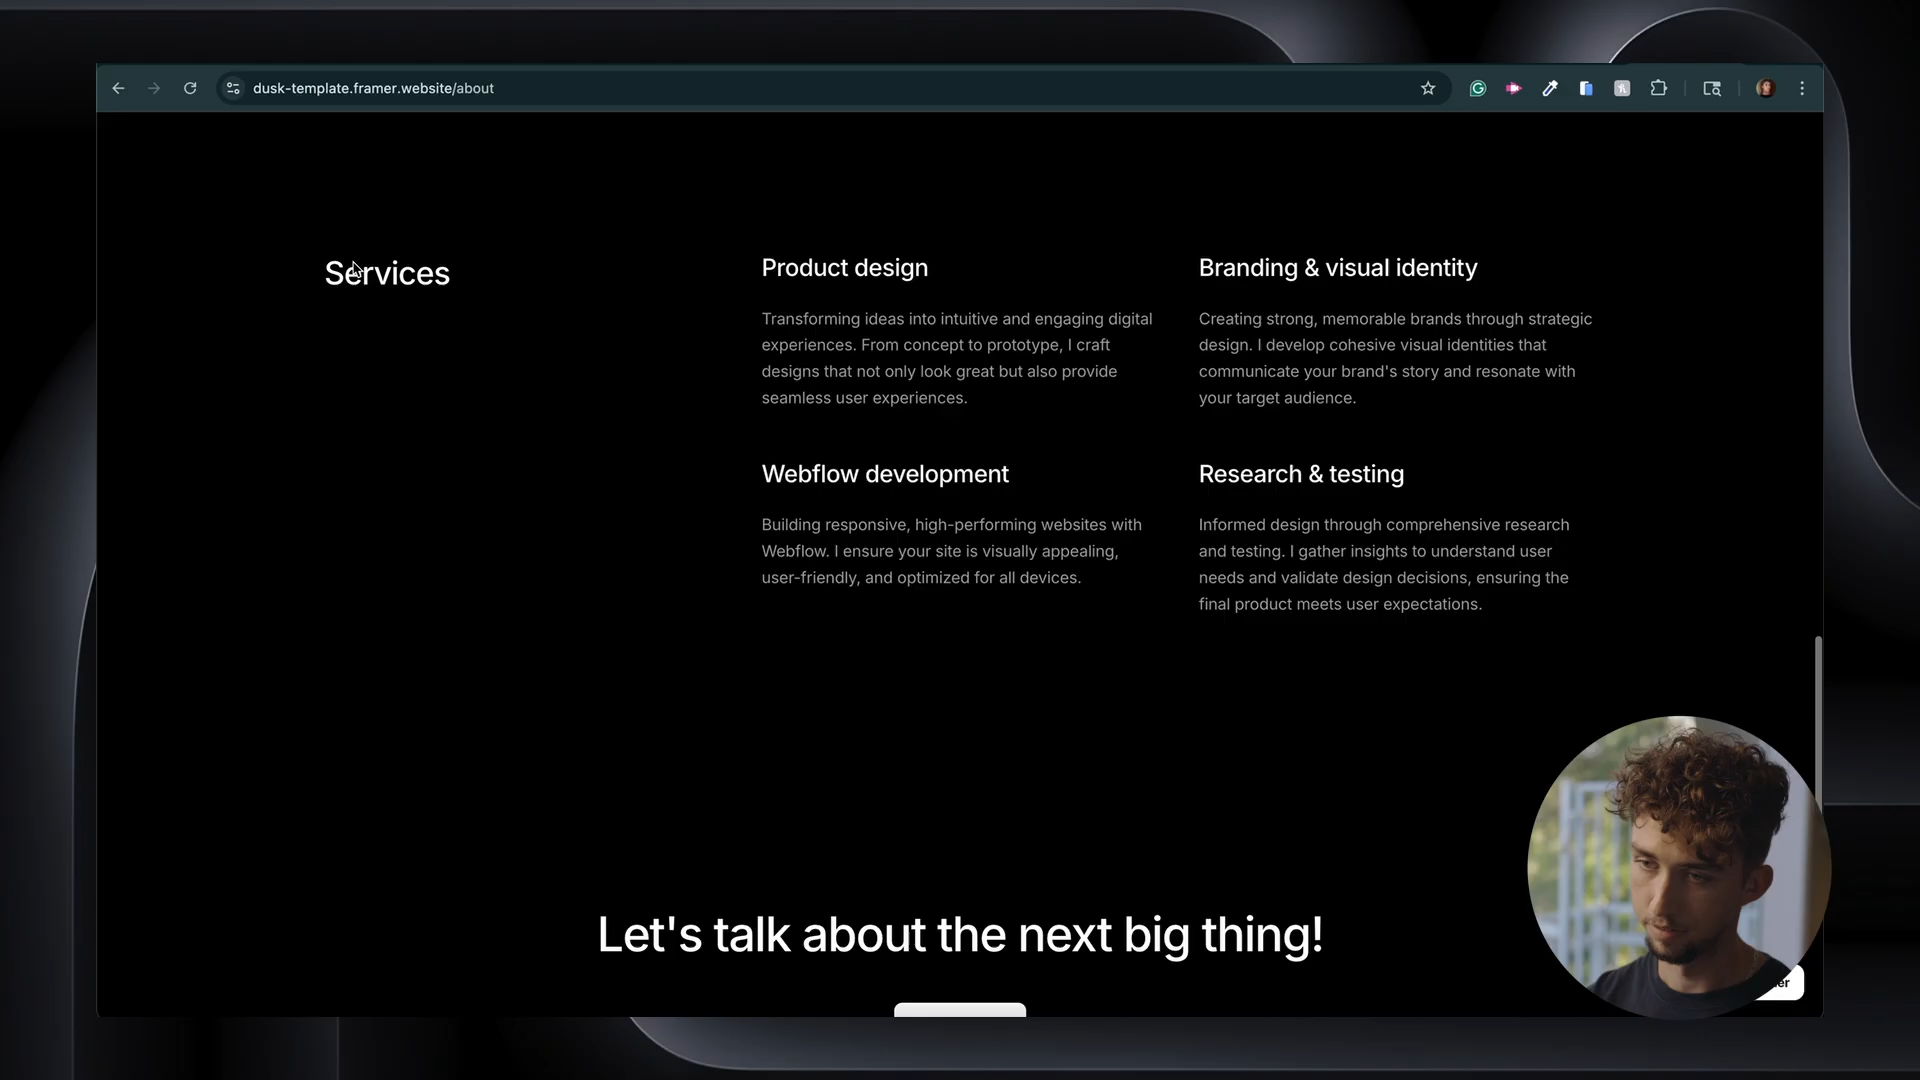 dusk-template.framer.website/about
Services
Product design
Transforming ideas into intuitive and engaging digital
experiences. From concept to prototype, I craft
designs that not only look great but also provide
seamless user experiences.
Branding & visual identity
Creating strong, memorable brands through strategic
design. I develop cohesive visual identities that
communicate your brand's story and resonate with
your target audience.
Webflow development
Building responsive, high-performing websites with
Webflow. I ensure your site is visually appealing,
user-friendly, and optimized for all devices.
Research & testing
Informed design through comprehensive research
and testing. I gather insights to understand user
needs and validate design decisions, ensuring the
final product meets user expectations.
Let's talk about the next big thing!